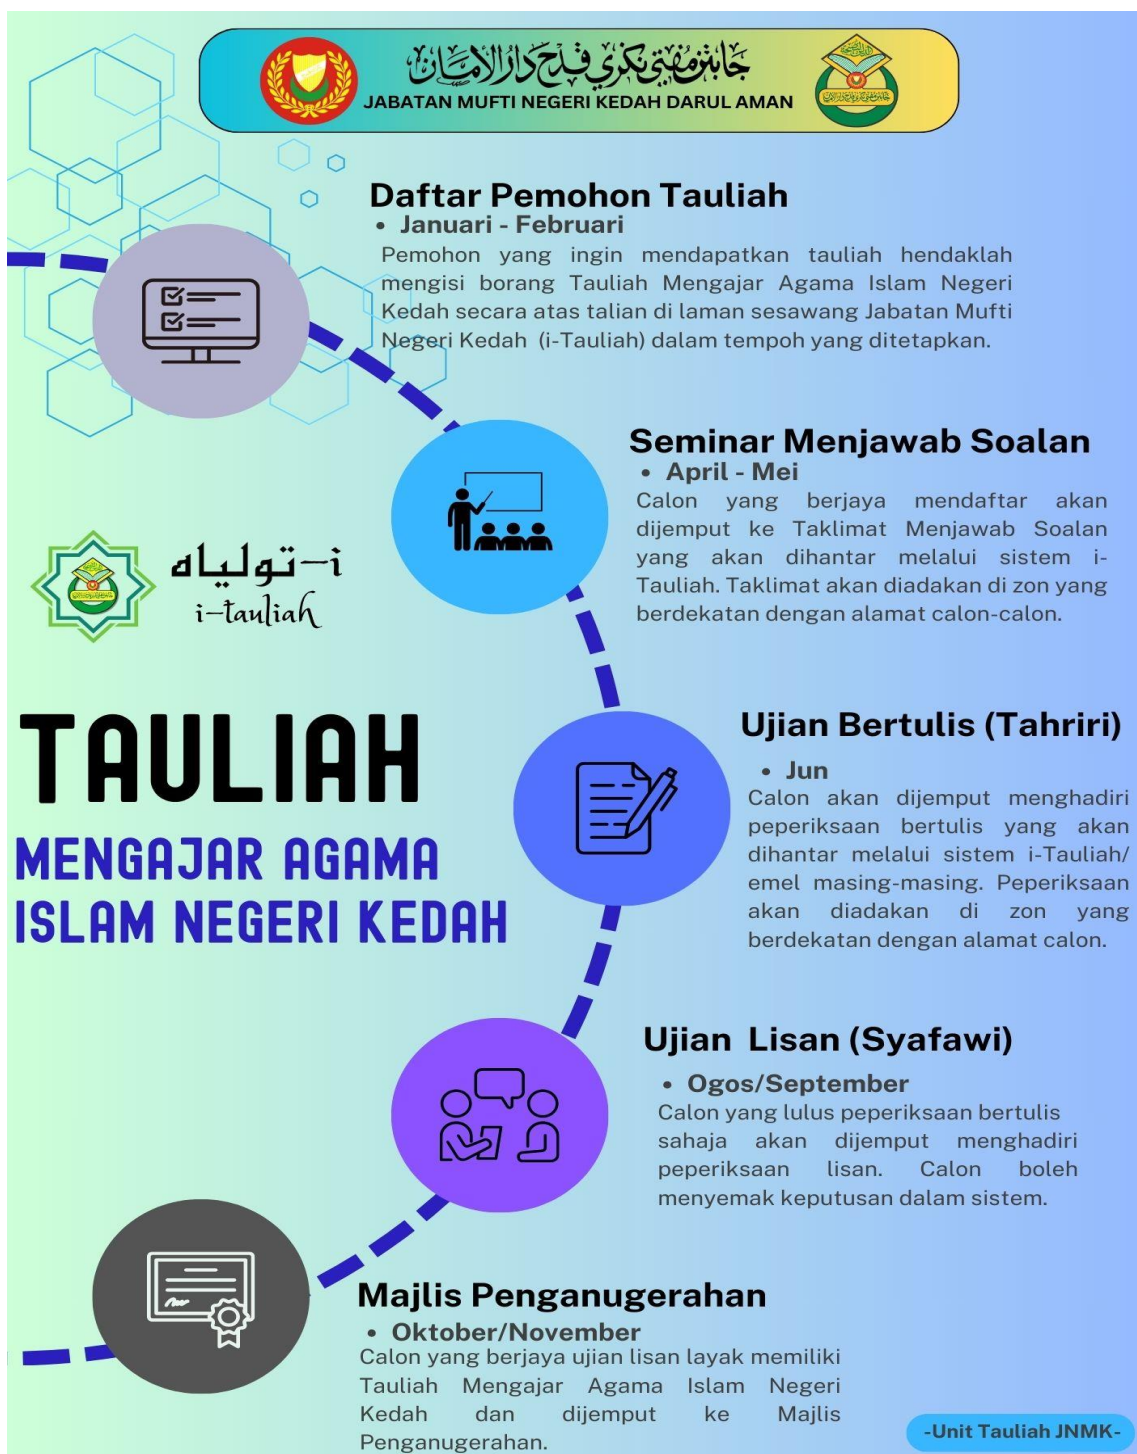 جابتن مفتي نڬري قدح دارالأمان
JABATAN MUFTI NEGERI KEDAH DARUL AMAN
Daftar Pemohon Tauliah
• Januari - Februari
Pemohon yang ingin mendapatkan tauliah hendaklah
mengisi borang Tauliah Mengajar Agama Islam Negeri
Kedah secara atas talian di laman sesawang Jabatan Mufti
Negeri Kedah (i-Tauliah) dalam tempoh yang ditetapkan.
Seminar Menjawab Soalan
• April - Mei
Calon yang berjaya mendaftar akan
dijemput ke Taklimat Menjawab Soalan
yang akan dihantar melalui sistem i-
Tauliah. Taklimat akan diadakan di zon yang
berdekatan dengan alamat calon-calon.
i-تولياه
i-tauliah
TAULIAH
MENGAJAR AGAMA
ISLAM NEGERI KEDAH
Ujian Bertulis (Tahriri)
• Jun
Calon akan dijemput menghadiri
peperiksaan bertulis yang akan
dihantar melalui sistem i-Tauliah/
emel masing-masing. Peperiksaan
akan diadakan di zon yang
berdekatan dengan alamat calon.
Ujian Lisan (Syafawi)
• Ogos/September
Calon yang lulus peperiksaan bertulis
sahaja akan dijemput menghadiri
peperiksaan lisan. Calon boleh
menyemak keputusan dalam sistem.
Majlis Penganugerahan
• Oktober/November
Calon yang berjaya ujian lisan layak memiliki
Tauliah Mengajar Agama Islam Negeri
Kedah dan dijemput ke Majlis
Penganugerahan.
-Unit Tauliah JNMK-